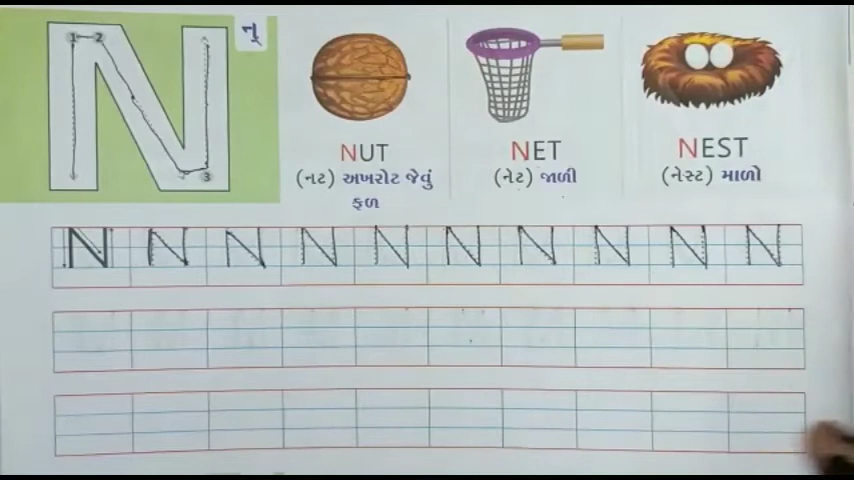 N
1 2
3
NUT
(નટ) અખરોટ જેવું
ફળ
NET
(નેટ) જાળી
NEST
(નેસ્ટ) માળો
N N N N N N N N N N